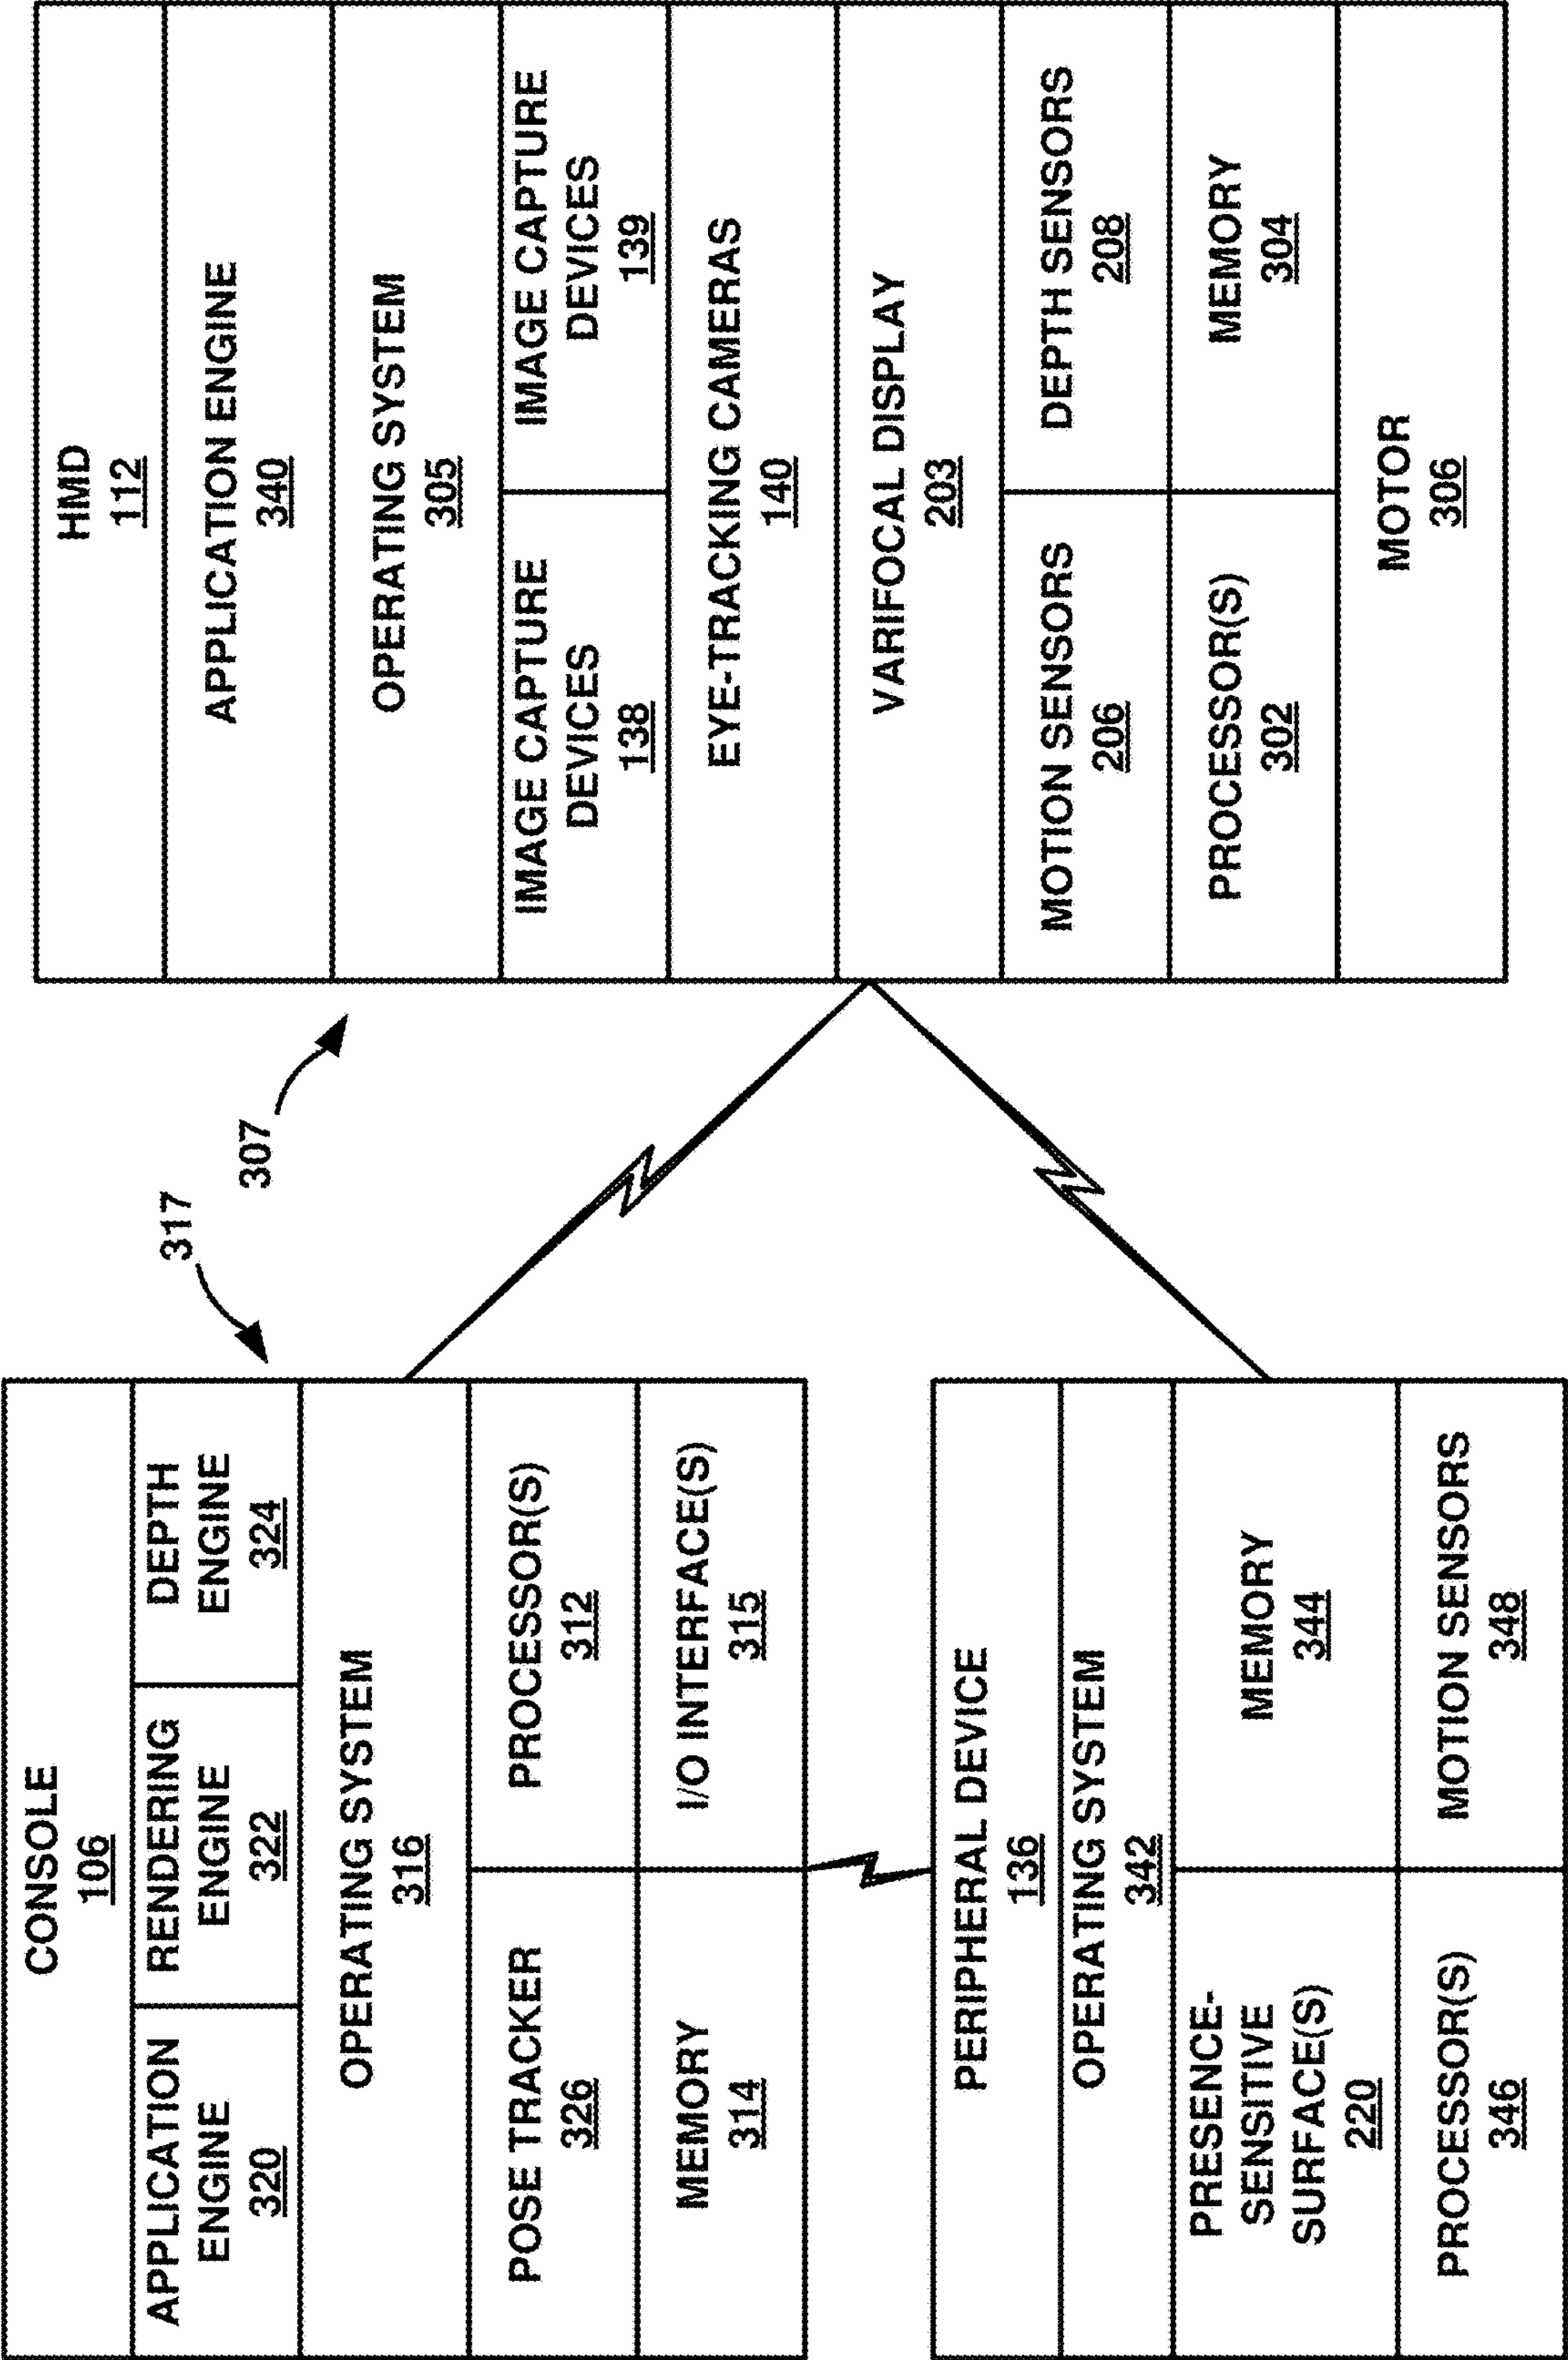 CONSOLE
106
APPLICATION
ENGINE
320
RENDERING
ENGINE
322
DEPTH
ENGINE
324
OPERATING SYSTEM
316
POSE TRACKER
326
PROCESSOR(S)
312
MEMORY
314
I/O INTERFACE(S)
315
317
307
HMD
112
APPLICATION ENGINE
340
OPERATING SYSTEM
305
IMAGE CAPTURE
DEVICES
138
IMAGE CAPTURE
DEVICES
139
EYE-TRACKING CAMERAS
140
VARIFOCAL DISPLAY
203
MOTION SENSORS
206
DEPTH SENSORS
208
PROCESSOR(S)
302
MEMORY
304
MOTOR
306
PERIPHERAL DEVICE
136
OPERATING SYSTEM
342
PRESENCE-
SENSITIVE
SURFACE(S)
220
MEMORY
344
PROCESSOR(S)
346
MOTION SENSORS
348